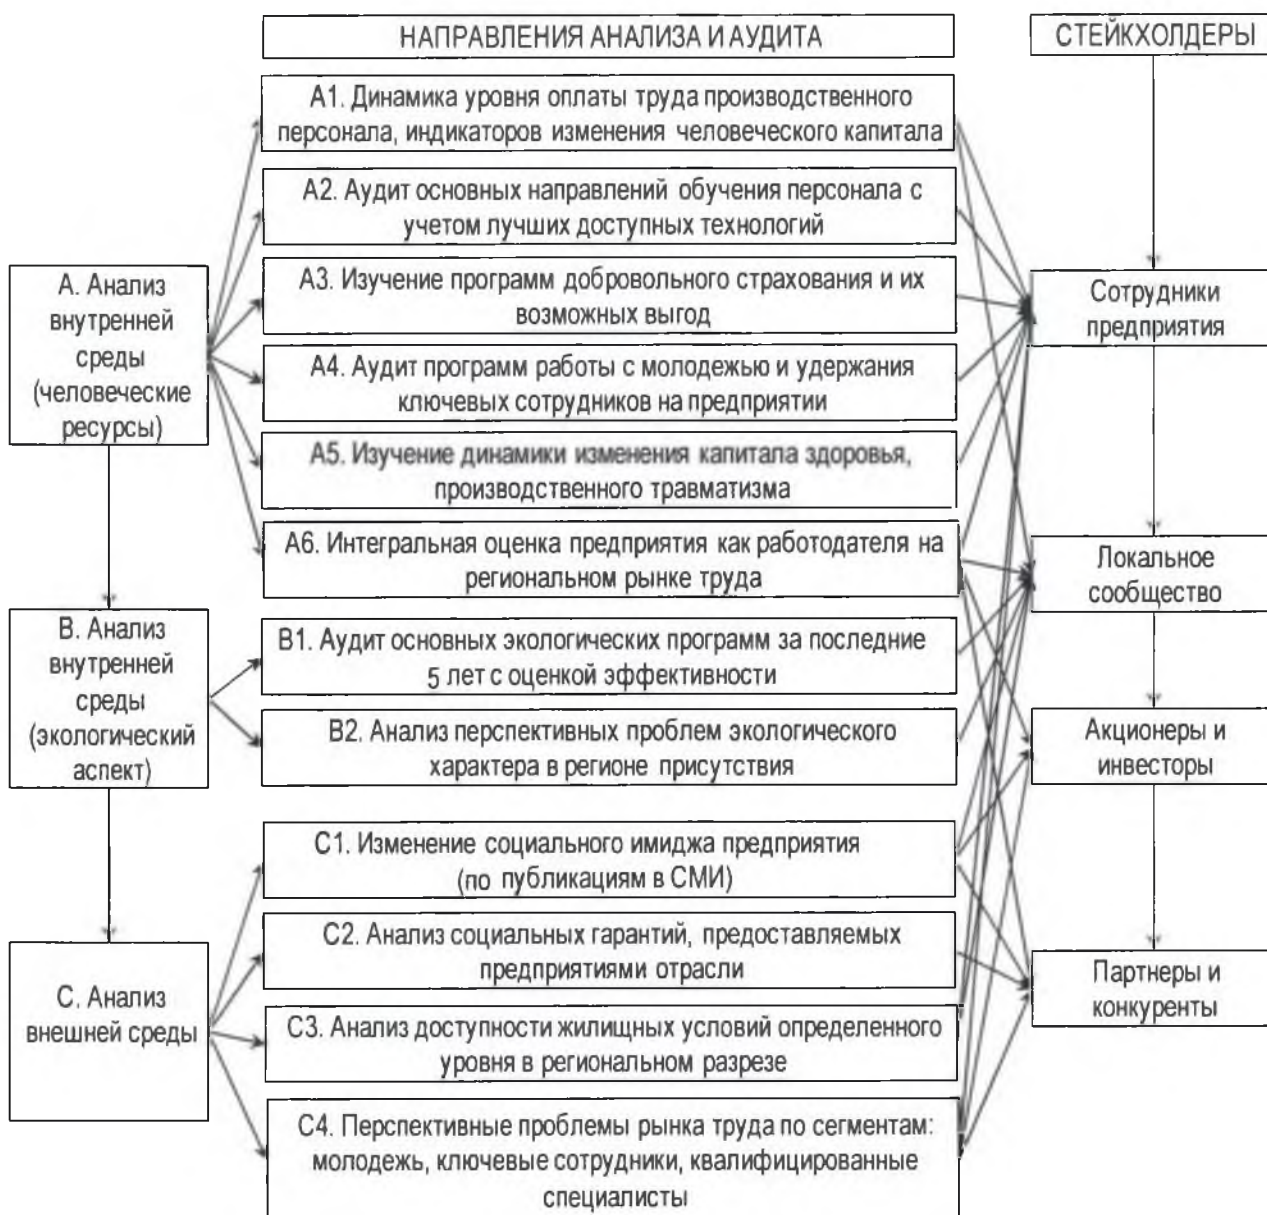 НАПРАВЛЕНИЯ АНАЛИЗА И АУДИТА
СТЕЙКХОЛДЕРЫ
А. Анализ
внутренней
среды
(человеческие
ресурсы)
В. Анализ
внутренней
среды
(экологический
аспект)
С. Анализ
внешней среды
А1. Динамика уровня оплаты труда производственного
персонала, индикаторов изменения человеческого капитала
А2. Аудит основных направлений обучения персонала с
учетом лучших доступных технологий
А3. Изучение программ добровольного страхования и их
возможных выгод
А4. Аудит программ работы с молодежью и удержания
ключевых сотрудников на предприятии
А5. Изучение динамики изменения капитала здоровья,
производственного травматизма
А6. Интегральная оценка предприятия как работодателя на
региональном рынке труда
В1. Аудит основных экологических программ за последние
5 лет с оценкой эффективности
В2. Анализ перспективных проблем экологического
характера в регионе присутствия
С1. Изменение социального имиджа предприятия
(по публикациям в СМИ)
С2. Анализ социальных гарантий, предоставляемых
предприятиями отрасли
С3. Анализ доступности жилищных условий определенного
уровня в региональном разрезе
С4. Перспективные проблемы рынка труда по сегментам:
молодежь, ключевые сотрудники, квалифицированные
специалисты
Сотрудники
предприятия
Локальное
сообщество
Акционеры и
инвесторы
Партнеры и
конкуренты